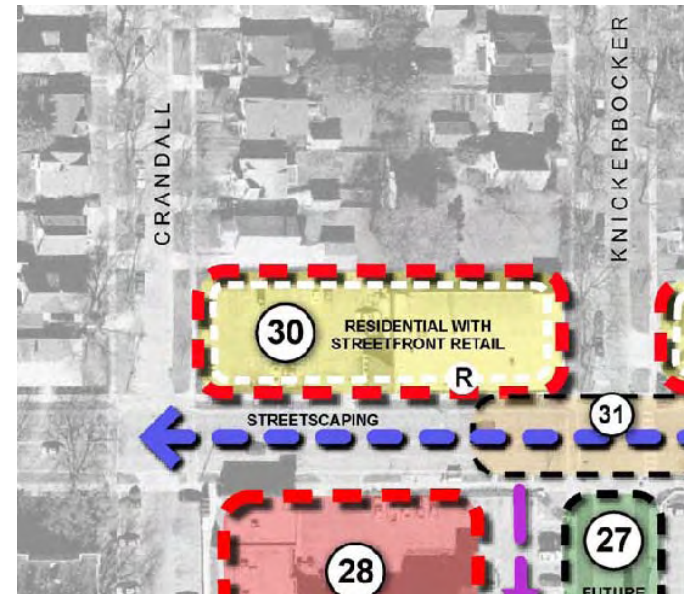 CRANDALL
KNICKERBOCKER
30
RESIDENTIAL WITH
STREETFRONT RETAIL
R
STREETSCAPING
31
28
27
FUTURE